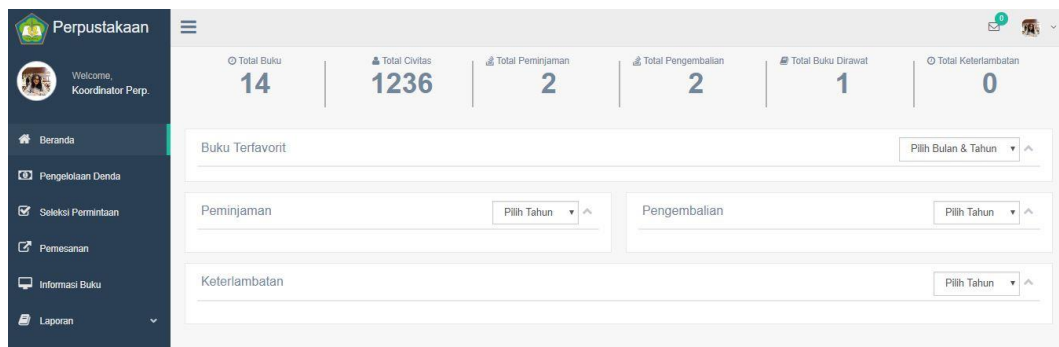 Perpustakaan
0
Welcome,
Koordinator Perp.
Beranda
Pengelolaan Denda
Seleksi Permintaan
Pemesanan
Informasi Buku
Laporan
Total Buku
14
Total Civitas
1236
Total Peminjaman
2
Total Pengembalian
2
Total Buku Dirawat
1
Total Keterlambatan
0
Buku Terfavorit
Pilih Bulan & Tahun
Peminjaman
Pilih Tahun
Pengembalian
Pilih Tahun
Keterlambatan
Pilih Tahun